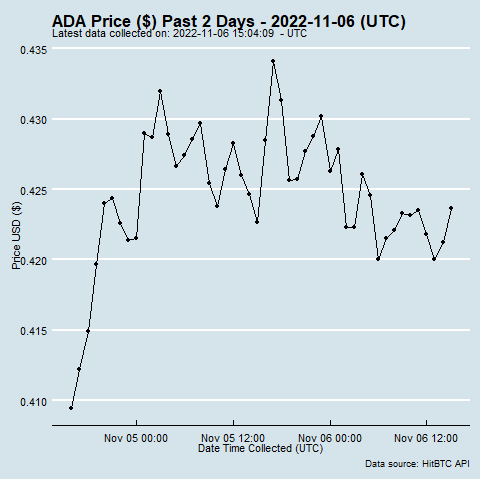 ADA Price ($) Past 2 Days - 2022-11-06 (UTC)
Latest data collected on: 2022-11-06 15:04:09 - UTC
0.435
0.430
0.425
0.420
0.415
0.410
Price USD ($)
Nov 05 00:00 Nov 05 12:00 Nov 06 00:00 Nov 06 12:00
Date Time Collected (UTC)
Data source: HitBTC API